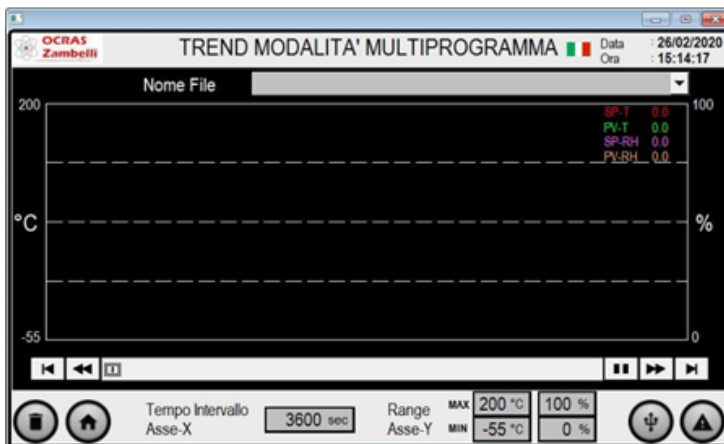 OCRAS
Zambelli
TREND MODALITA' MULTIPROGRAMMA
Data : 26/02/2020
Ora : 15:14:17
Nome File
200
100
SP-T 0.0
PV-T 0.0
SP-RH 0.0
PV-RH 0.0
°C
%
-55
0
Tempo Intervallo
Asse-X
3600 sec
Range
Asse-Y
MAX 200 °C 100 %
MIN -55 °C 0 %